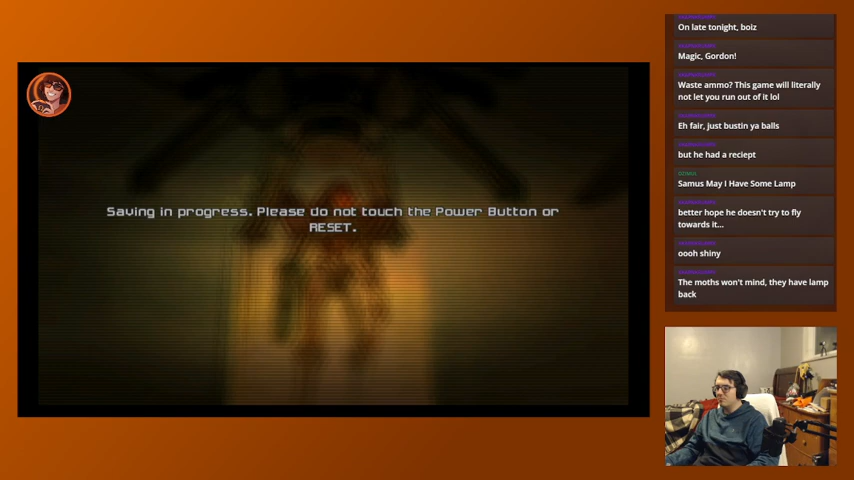 Saving in progress. Please do not touch the Power Button or
RESET.
On late tonight, boiz
Magic, Gordon!
Waste ammo? This game will literally
not let you run out of it lol
Eh fair, just bustin ya balls
but he had a reciept
Samus May I Have Some Lamp
better hope he doesn't try to fly
towards it...
oooh shiny
The moths won't mind, they have lamp
back